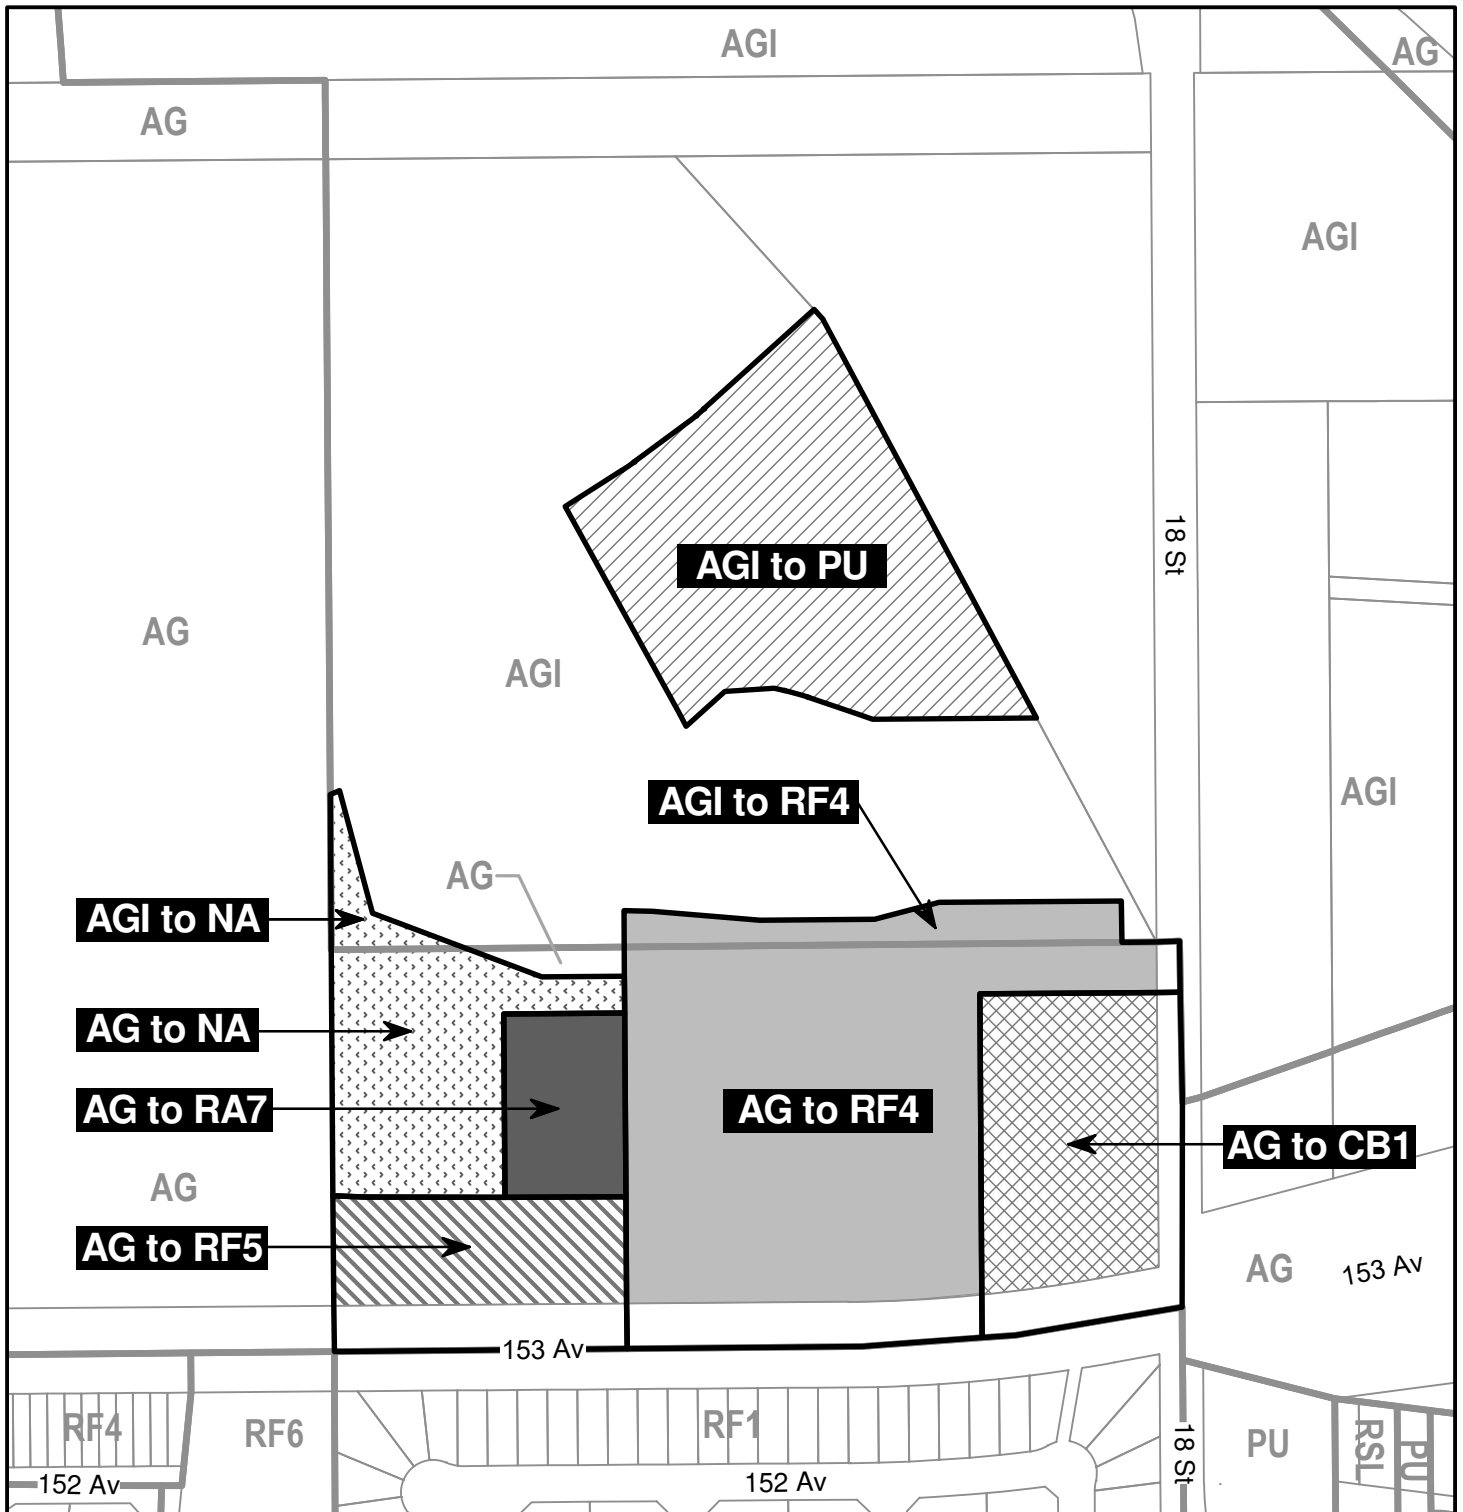 AGI
AG
AG
AGI
18 St
AGI to PU
AG
AGI
AGI to RF4
AGI
AG
AGI to NA
AG to NA
AG to RA7
AG to RF4
AG to CB1
AG
AG to RF5
AG
153 Av
153 Av
RF4
RF6
RF1
PU
RSL
PU
18 St
152 Av
152 Av